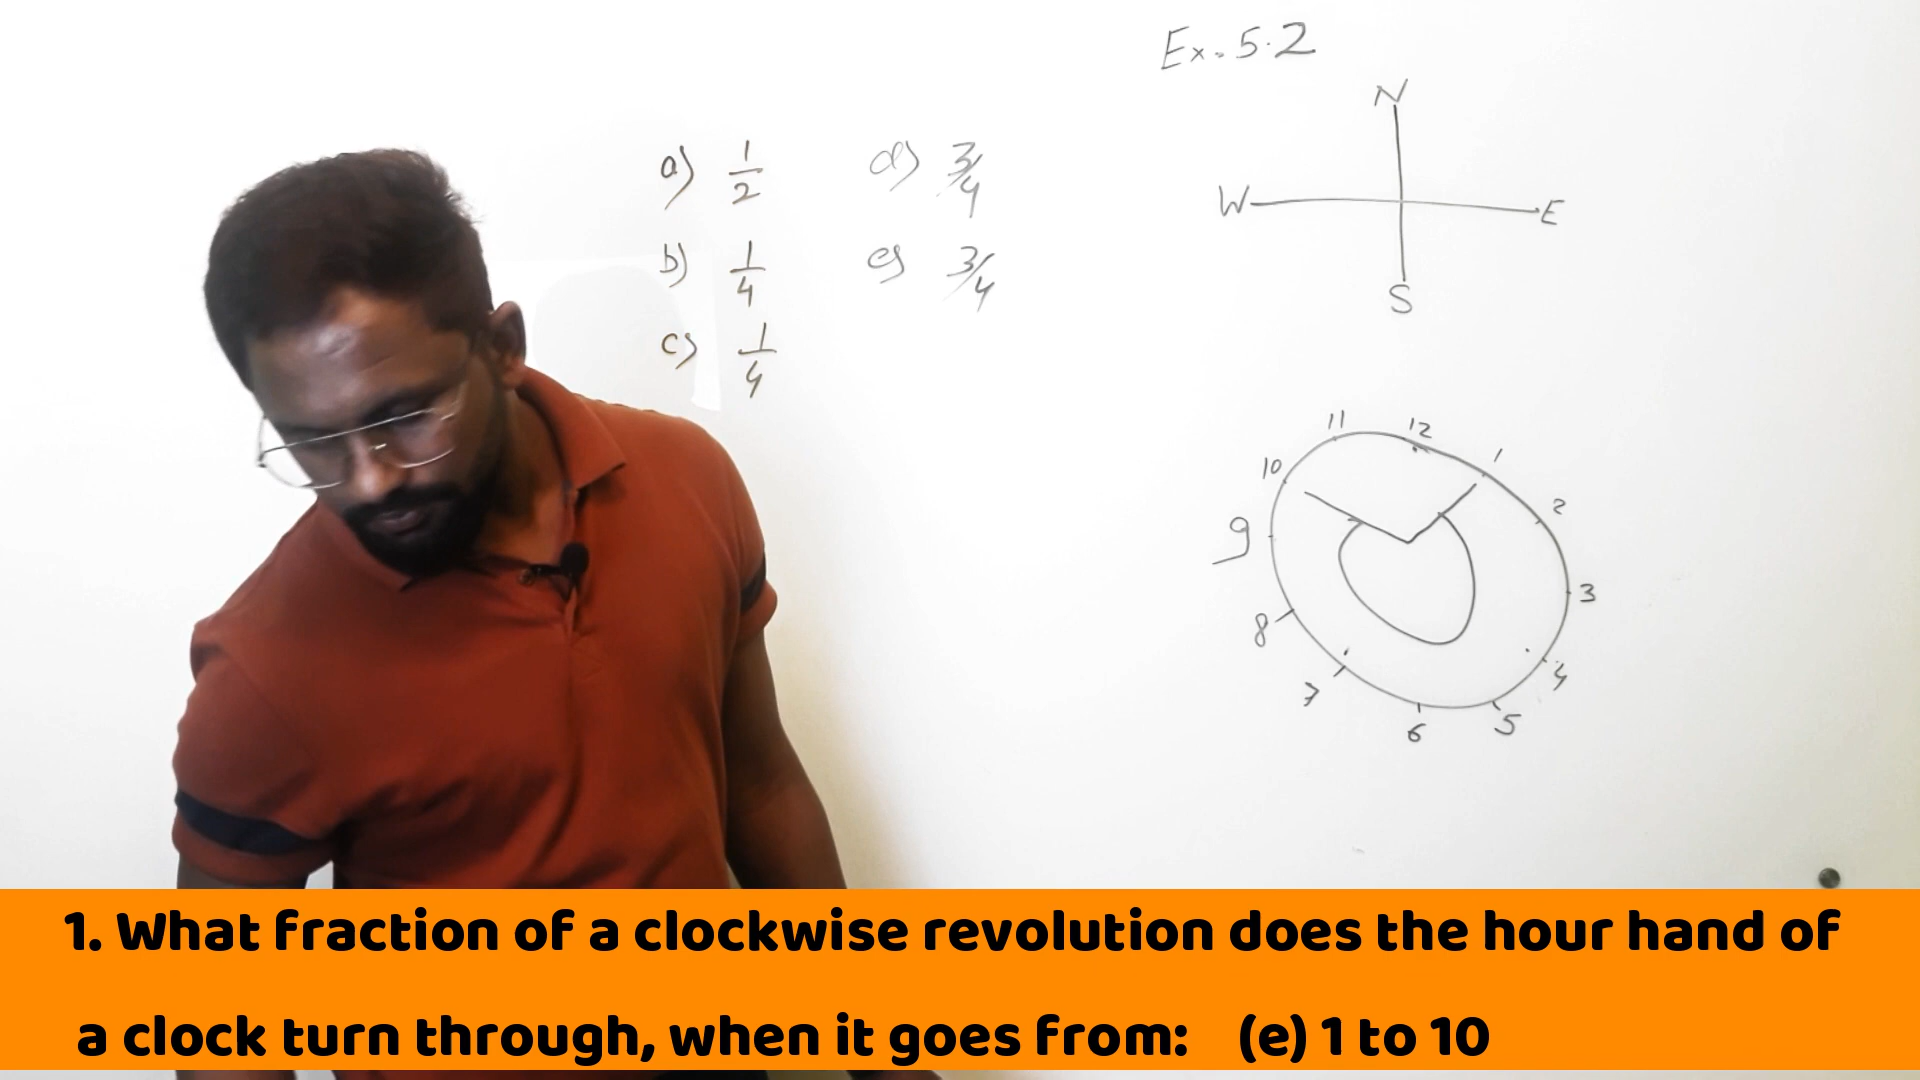 Ex. 5.2
N
W E
S
a) 1/2 d) 3/4
b) 1/4 e) 3/4
c) 1/4
11 12 1
10 2
9 3
8 4
7 6 5
1. What fraction of a clockwise revolution does the hour hand of
a clock turn through, when it goes from: (e) 1 to 10